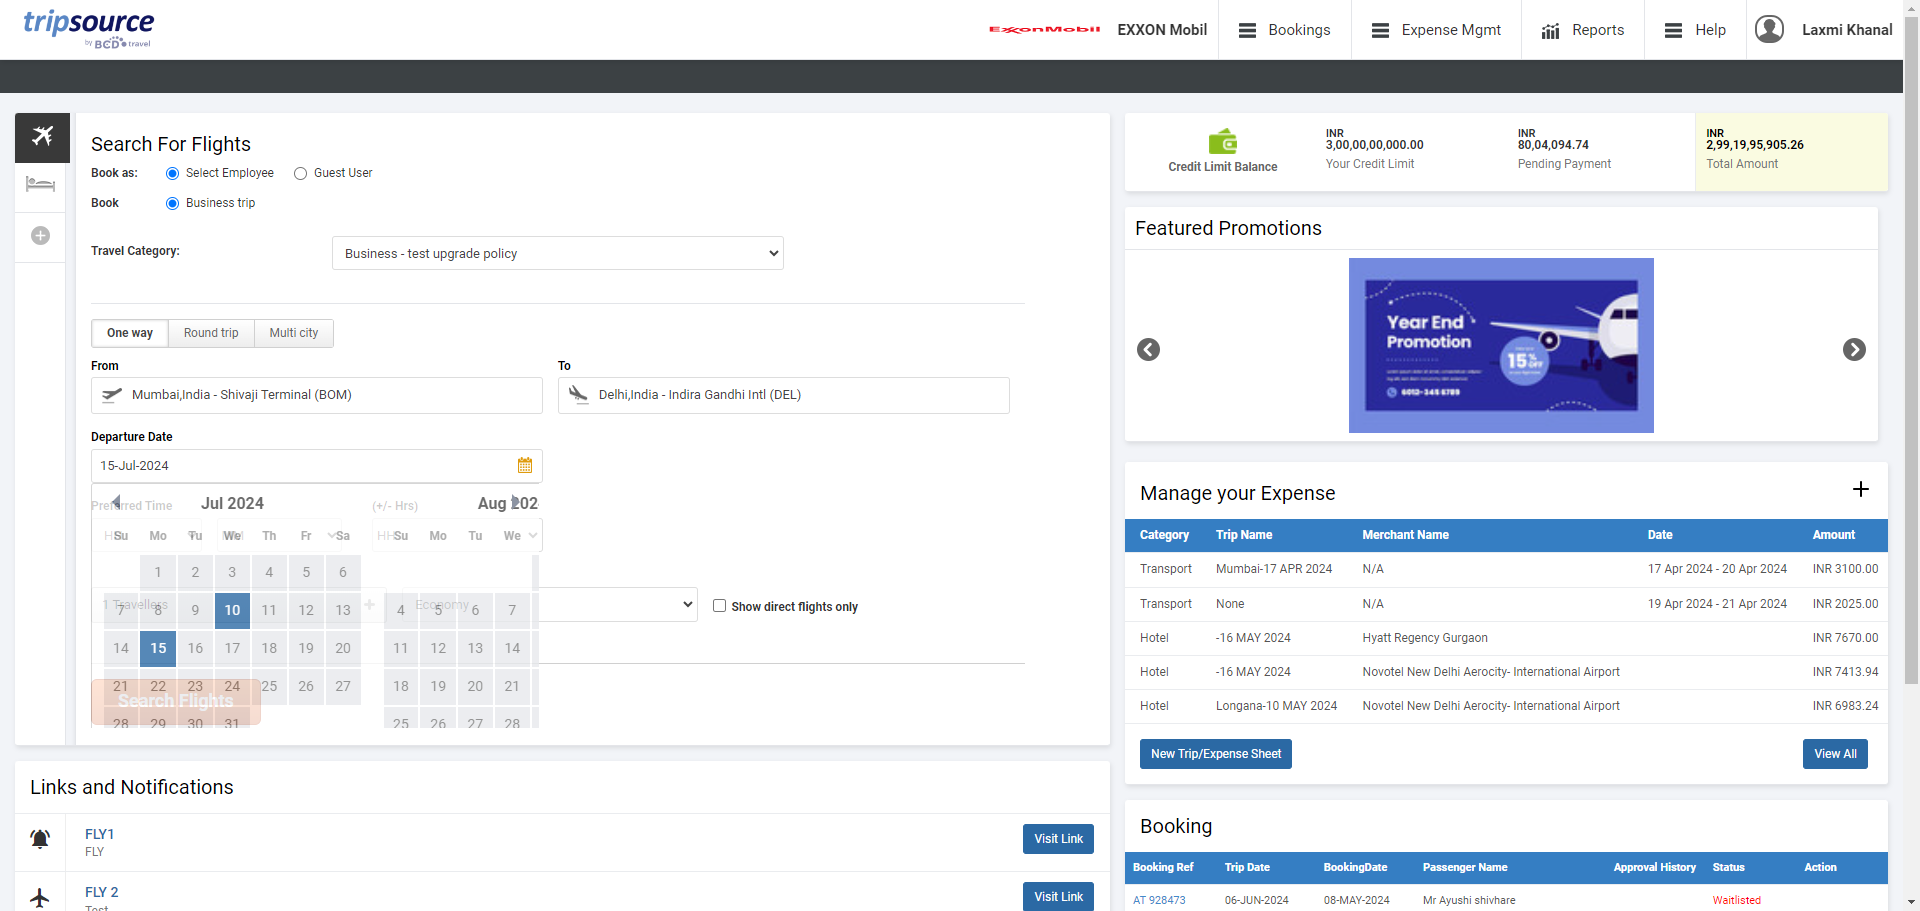 tripsource
by BCD travel
ExxonMobil
EXXON Mobil
Bookings
Expense Mgmt
Reports
Help
Laxmi Khanal
Search For Flights
Book as:
Select Employee
Guest User
Book
Business trip
Travel Category:
Business - test upgrade policy
One way
Round trip
Multi city
From
To
Mumbai,India - Shivaji Terminal (BOM)
Delhi,India - Indira Gandhi Intl (DEL)
Departure Date
15-Jul-2024
Preferred Time
(+/- Hrs)
Jul 2024
Aug 202
Su Mo Tu We Th Fr Sa
Su Mo Tu We
1 2 3 4 5 6
7 8 9 10 11 12 13
4 5 6 7
14 15 16 17 18 19 20
11 12 13 14
21 22 23 24 25 26 27
18 19 20 21
28 29 30 31
25 26 27 28
1 Travellers
Economy
Show direct flights only
Search Flights
Links and Notifications
FLY1
FLY
Visit Link
FLY 2
Test
Visit Link
Credit Limit Balance
INR
3,00,00,00,000.00
Your Credit Limit
INR
80,04,094.74
Pending Payment
INR
2,99,19,95,905.26
Total Amount
Featured Promotions
Year End
Promotion
15%
OFF
6012-345 6789
Manage your Expense
Category Trip Name Merchant Name Date Amount
Transport Mumbai-17 APR 2024 N/A 17 Apr 2024 - 20 Apr 2024 INR 3100.00
Transport None N/A 19 Apr 2024 - 21 Apr 2024 INR 2025.00
Hotel -16 MAY 2024 Hyatt Regency Gurgaon INR 7670.00
Hotel -16 MAY 2024 Novotel New Delhi Aerocity- International Airport INR 7413.94
Hotel Longana-10 MAY 2024 Novotel New Delhi Aerocity- International Airport INR 6983.24
New Trip/Expense Sheet
View All
Booking
Booking Ref Trip Date BookingDate Passenger Name Approval History Status Action
AT 928473 06-JUN-2024 08-MAY-2024 Mr Ayushi shivhare Waitlisted